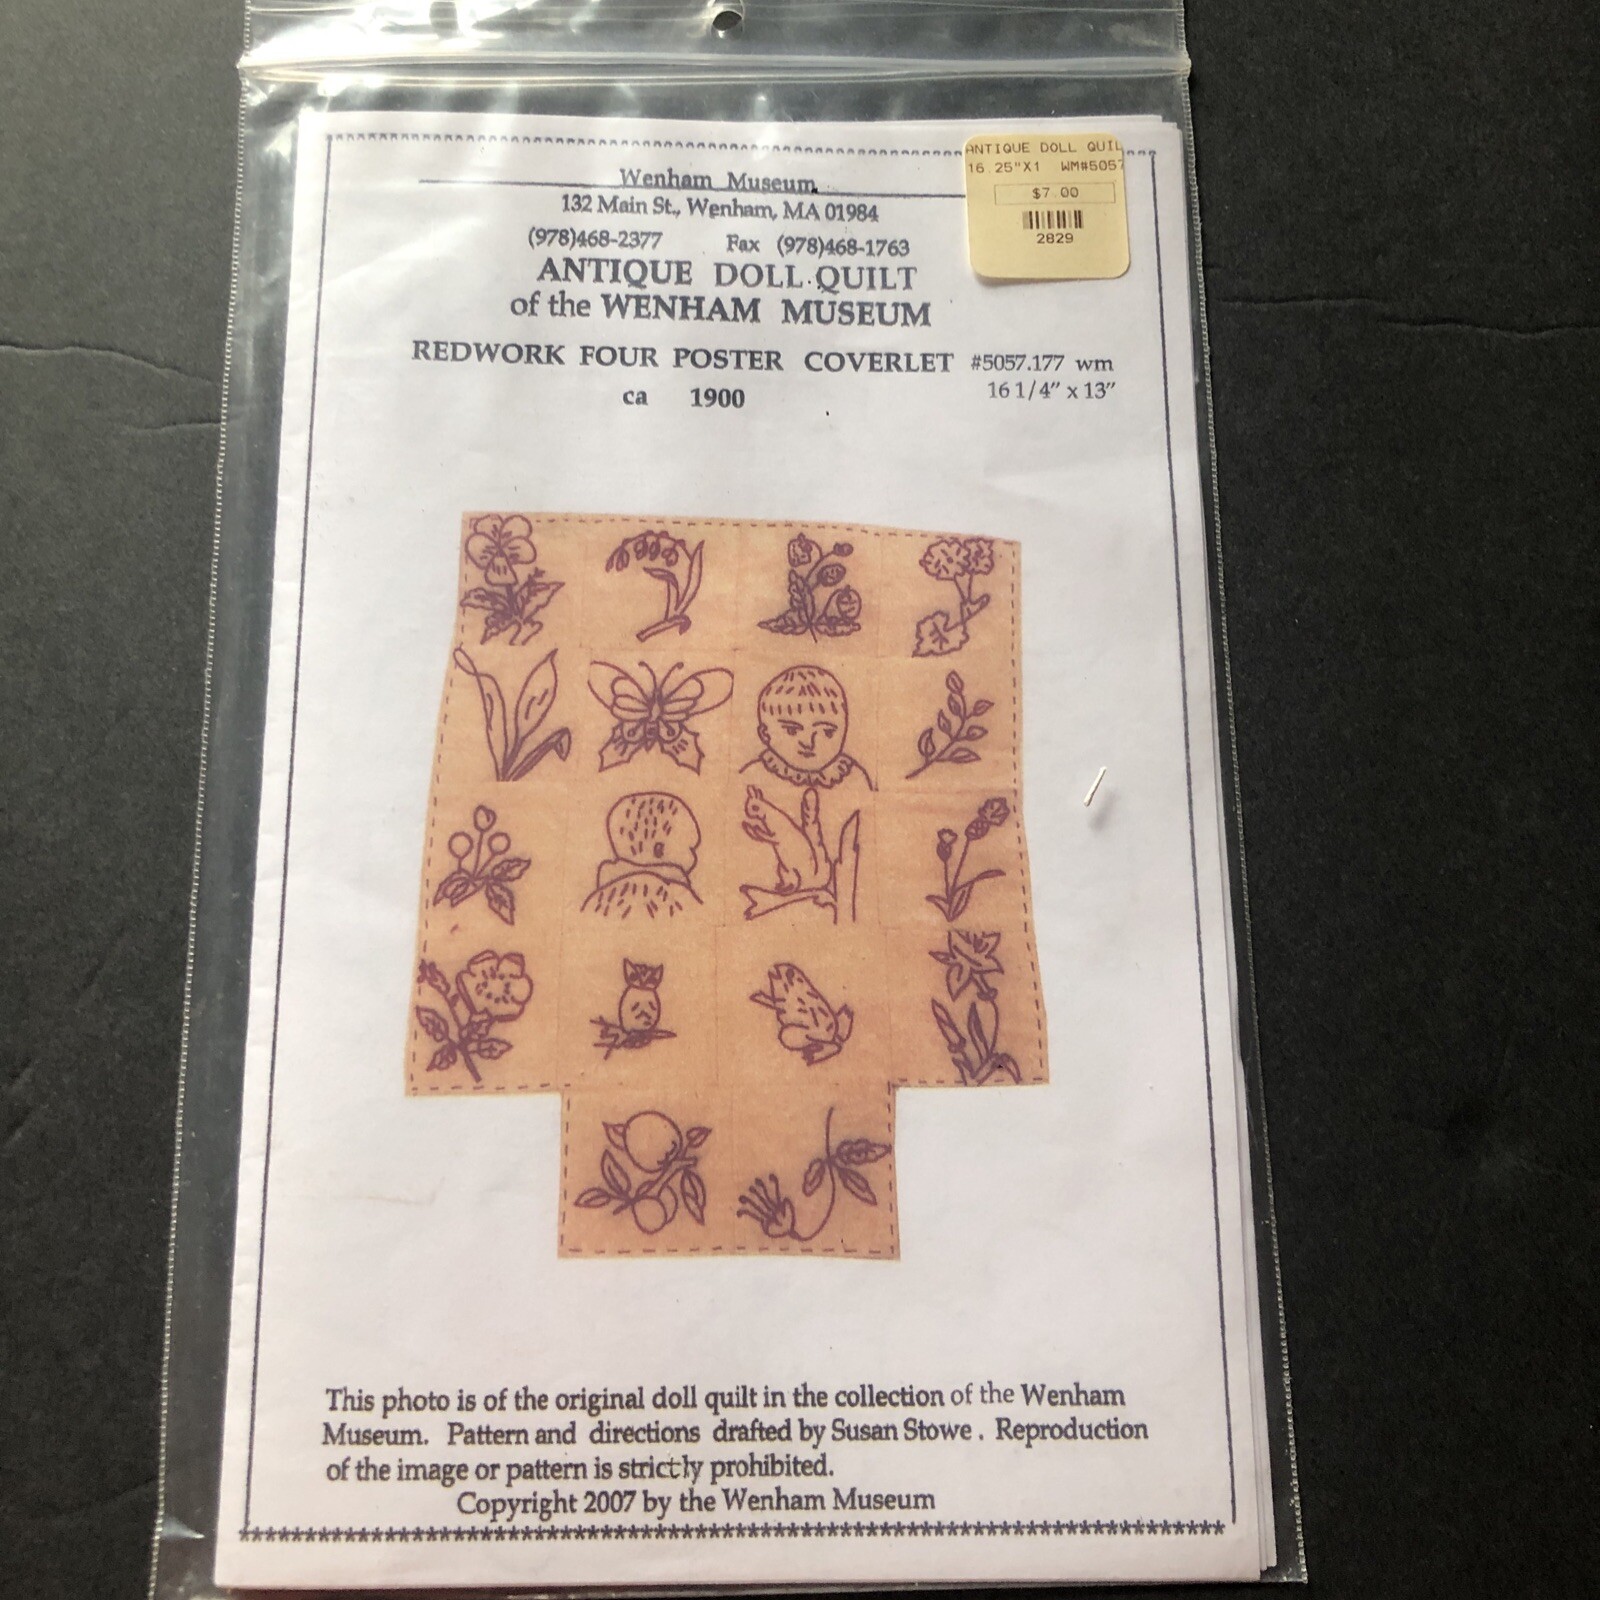 ANTIQUE DOLL QUIL
16.25"X1 WM#5057
$7.00
2829
Wenham Museum
132 Main St., Wenham, MA 01984
(978)468-2377 Fax (978)468-1763
ANTIQUE DOLL QUILT
of the WENHAM MUSEUM
REDWORK FOUR POSTER COVERLET #5057.177 wm
ca 1900 16 1/4" x 13"
This photo is of the original doll quilt in the collection of the Wenham
Museum. Pattern and directions drafted by Susan Stowe. Reproduction
of the image or pattern is strictly prohibited.
Copyright 2007 by the Wenham Museum